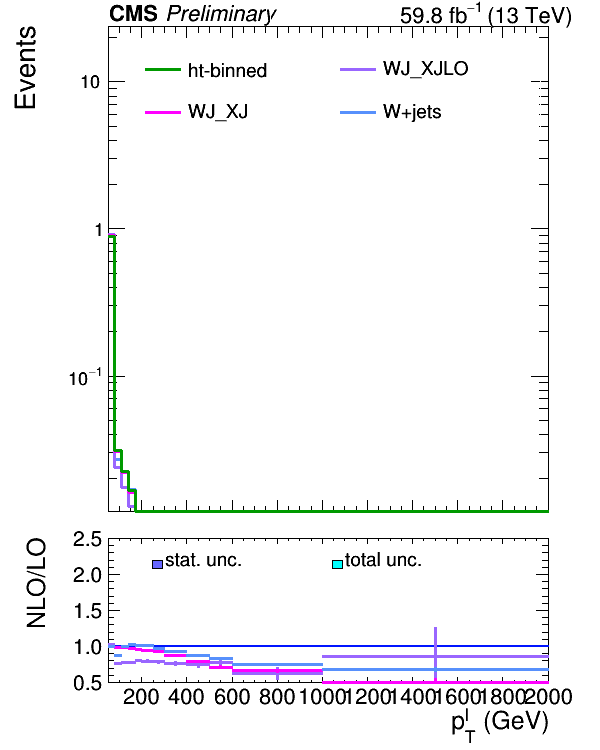 CMS Preliminary 59.8 fb⁻¹ (13 TeV)
Events
ht-binned WJ_XJLO
WJ_XJ W+jets
10
1
10⁻¹
NLO/LO
stat. unc. total unc.
2.5
2.0
1.5
1.0
0.5
200 400 600 800 1000 1200 1400 1600 1800 2000
p_T^l (GeV)